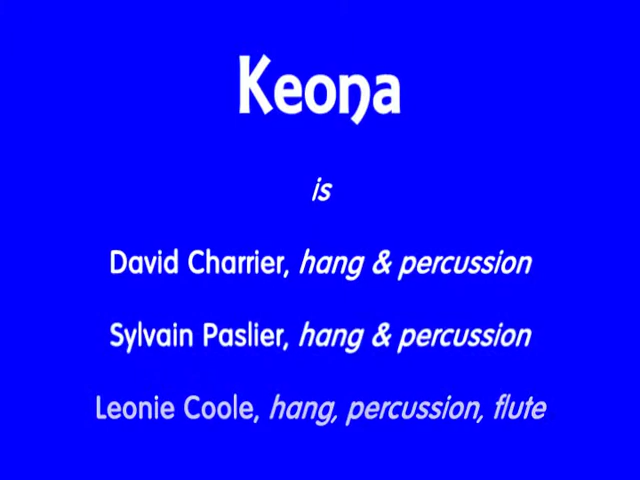 Keona
is
David Charrier, hang & percussion
Sylvain Paslier, hang & percussion
Leonie Coole, hang, percussion, flute